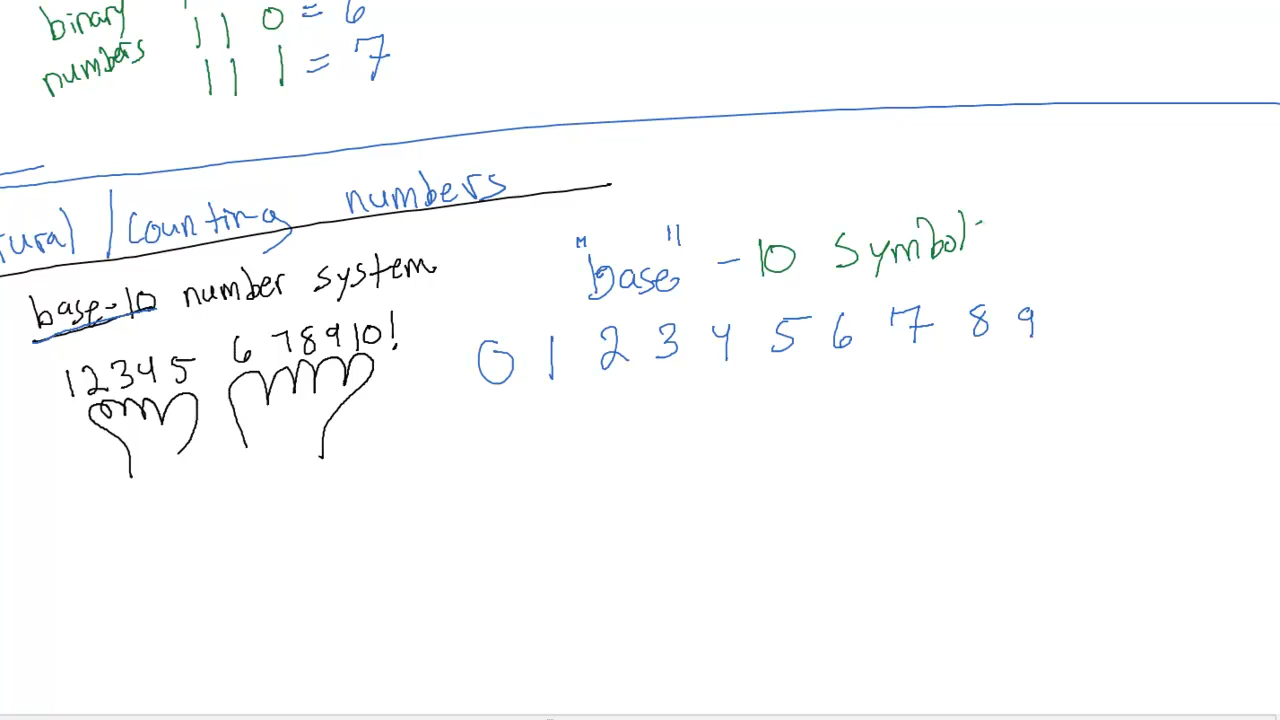 binary
numbers
1 1 0 = 6
1 1 1 = 7
tural / Counting numbers
base-10 number system
1 2 3 4 5 6 7 8 9 10!
"base" - 10 Symbol
0 1 2 3 4 5 6 7 8 9